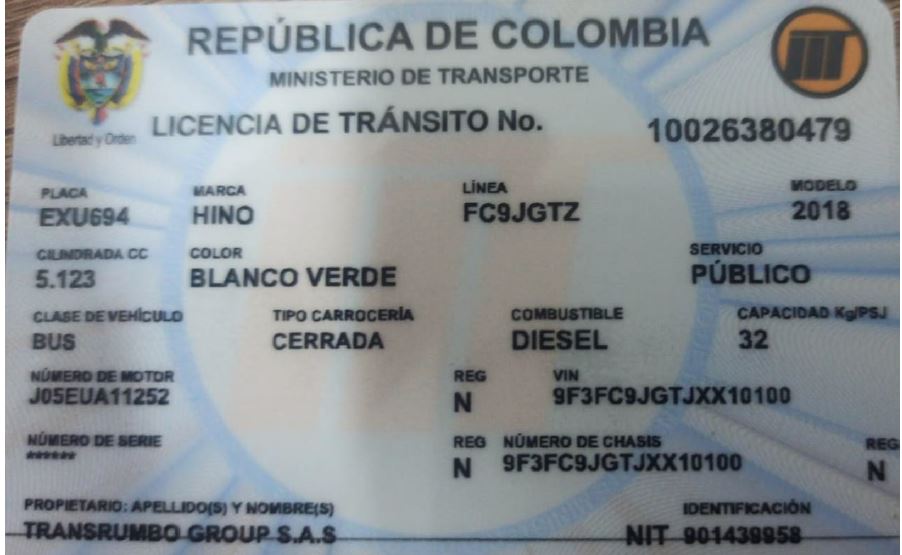 REPÚBLICA DE COLOMBIA
MINISTERIO DE TRANSPORTE
Libertad y Orden
LICENCIA DE TRÁNSITO No. 10026380479
PLACA MARCA LÍNEA MODELO
EXU694 HINO FC9JGTZ 2018
CILINDRADA CC COLOR SERVICIO
5.123 BLANCO VERDE PÚBLICO
CLASE DE VEHÍCULO TIPO CARROCERÍA COMBUSTIBLE CAPACIDAD Kg/PSJ
BUS CERRADA DIESEL 32
NÚMERO DE MOTOR REG VIN
J05EUA11252 N 9F3FC9JGTJXX10100
NÚMERO DE SERIE REG NÚMERO DE CHASIS REG
****** N 9F3FC9JGTJXX10100 N
PROPIETARIO: APELLIDO(S) Y NOMBRE(S) IDENTIFICACIÓN
TRANSRUMBO GROUP S.A.S NIT 901439958